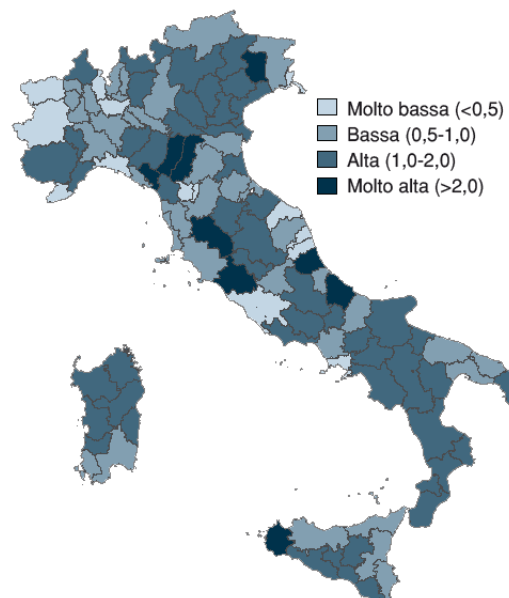 Molto bassa (<0,5)
Bassa (0,5-1,0)
Alta (1,0-2,0)
Molto alta (>2,0)